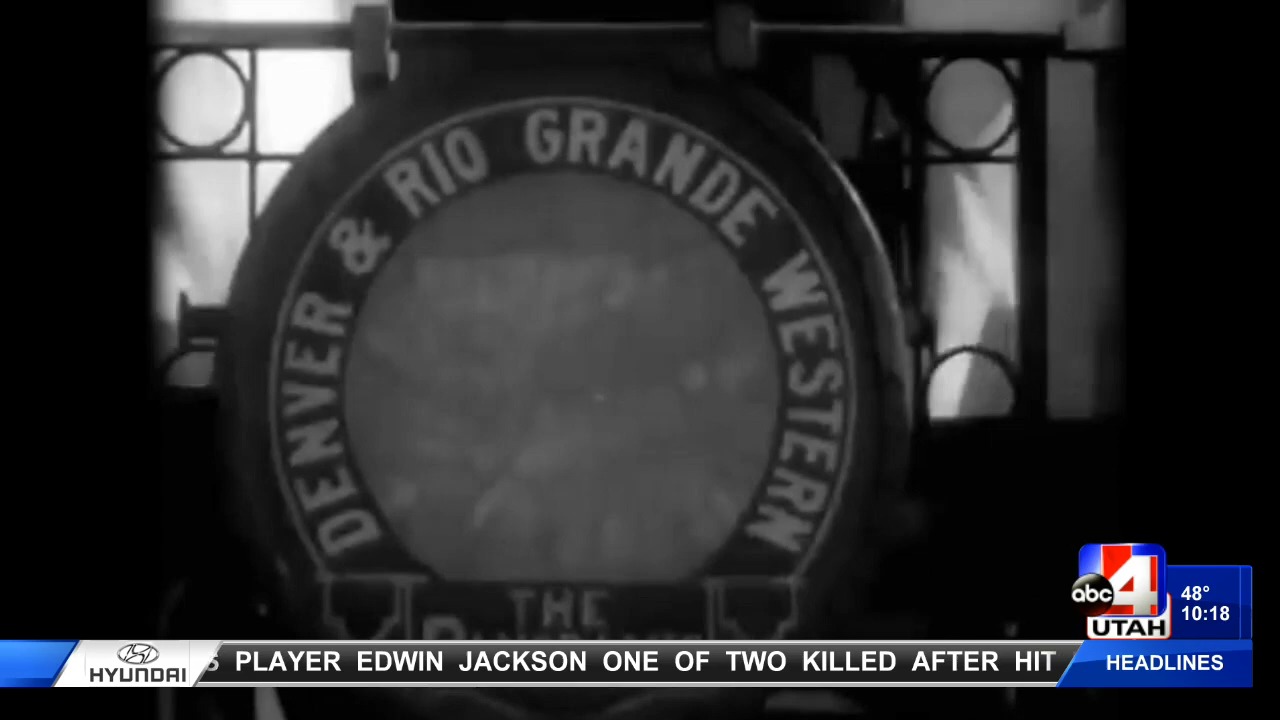 DENVER & RIO GRANDE WESTERN
THE
abc 4
UTAH
48°
10:18
HYUNDAI
S PLAYER EDWIN JACKSON ONE OF TWO KILLED AFTER HIT
HEADLINES